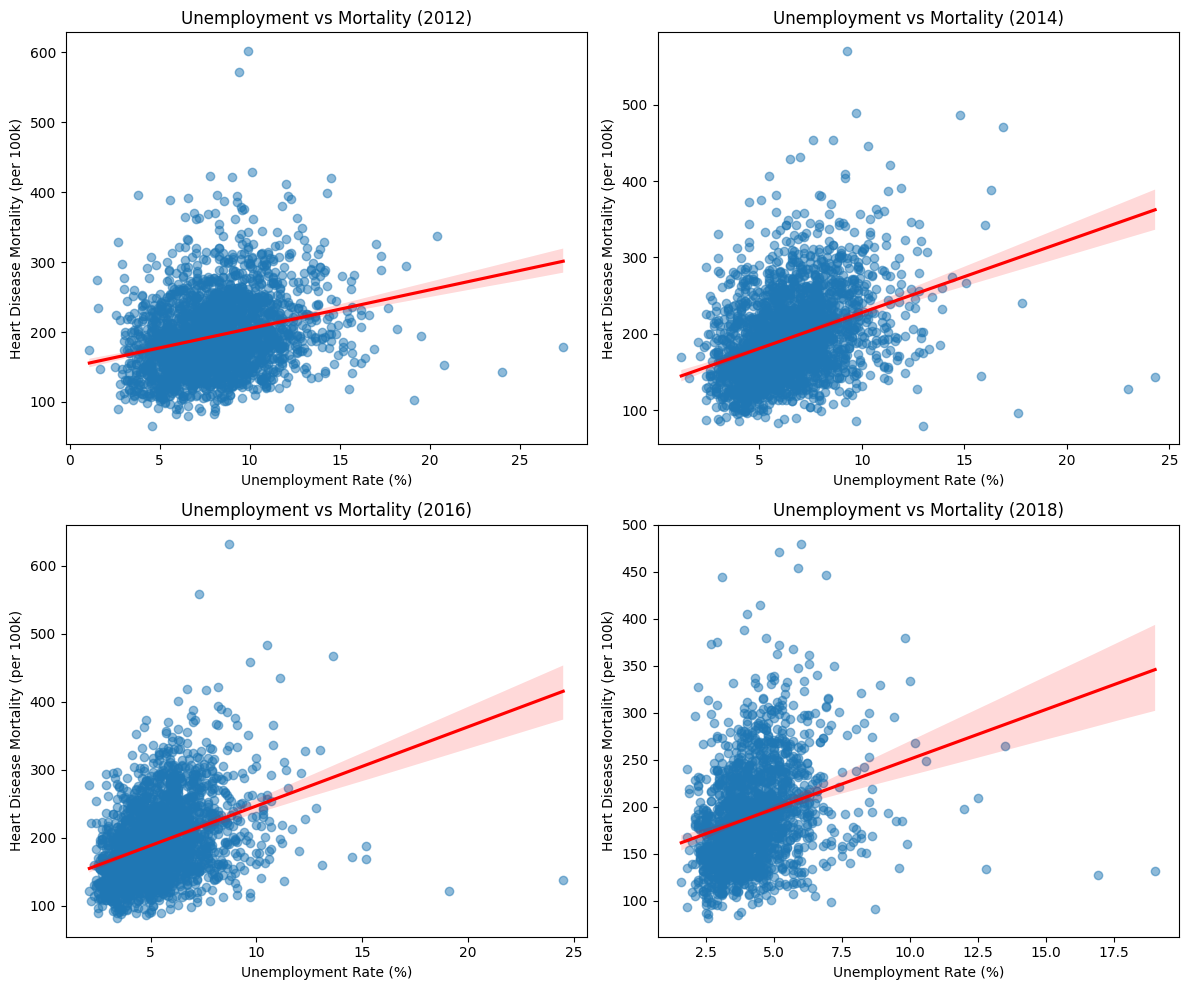 Unemployment vs Mortality (2012)
600
500
400
300
200
100
Heart Disease Mortality (per 100k)
0 5 10 15 20 25
Unemployment Rate (%)
Unemployment vs Mortality (2014)
500
400
300
200
100
Heart Disease Mortality (per 100k)
5 10 15 20 25
Unemployment Rate (%)
Unemployment vs Mortality (2016)
600
500
400
300
200
100
Heart Disease Mortality (per 100k)
5 10 15 20 25
Unemployment Rate (%)
Unemployment vs Mortality (2018)
500
450
400
350
300
250
200
150
100
Heart Disease Mortality (per 100k)
2.5 5.0 7.5 10.0 12.5 15.0 17.5
Unemployment Rate (%)